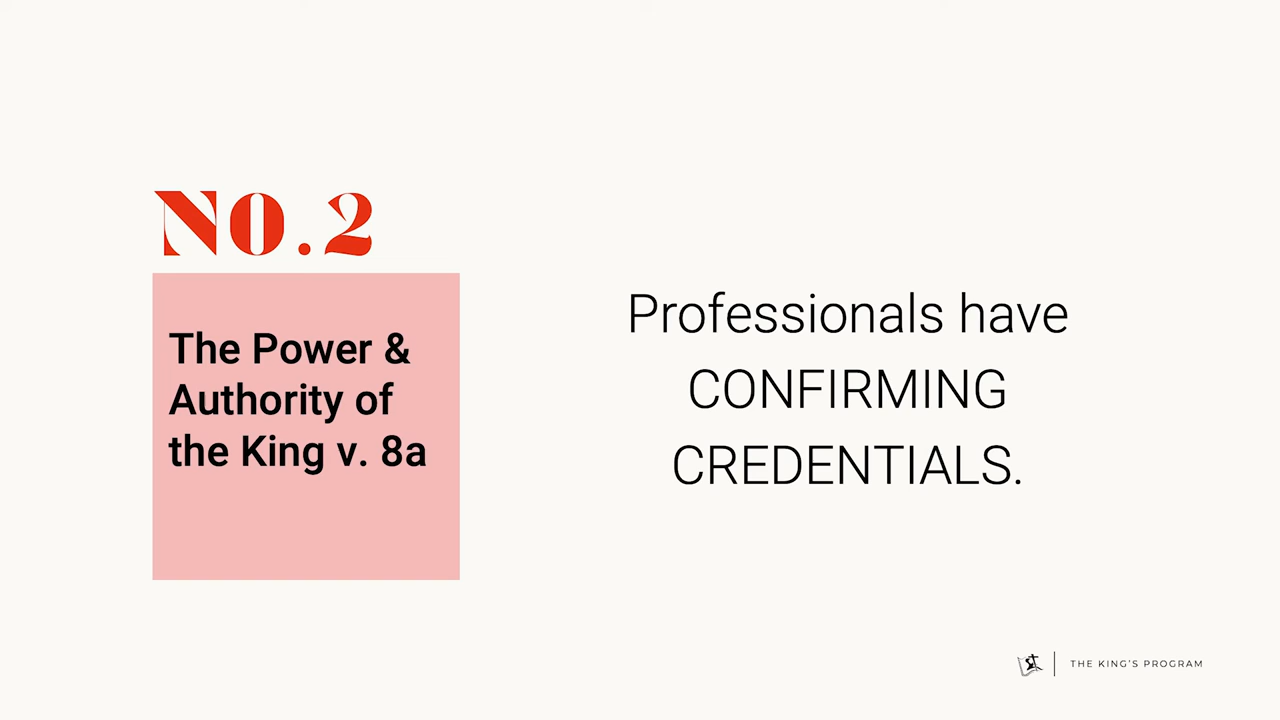 NO.2
The Power &
Authority of
the King v. 8a
Professionals have
CONFIRMING
CREDENTIALS.
THE KING'S PROGRAM